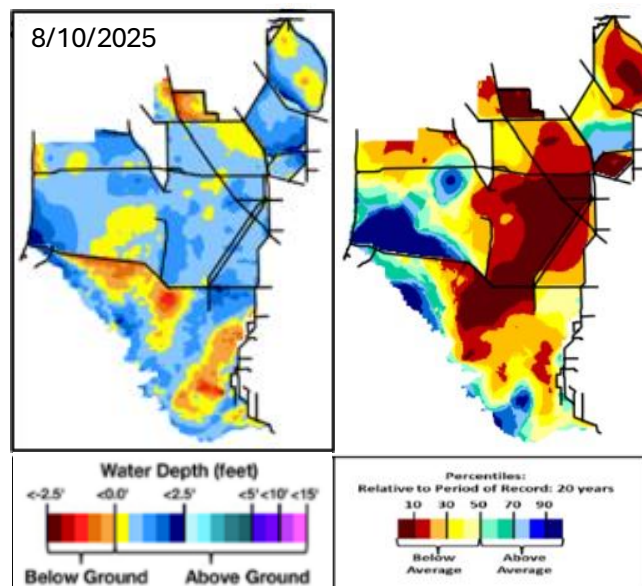 8/10/2025
Water Depth (feet)
<-2.5' <0.0' <2.5' <5' <10' <15'
Below Ground Above Ground
Percentiles:
Relative to Period of Record: 20 years
10 30 50 70 90
Below Average Above Average